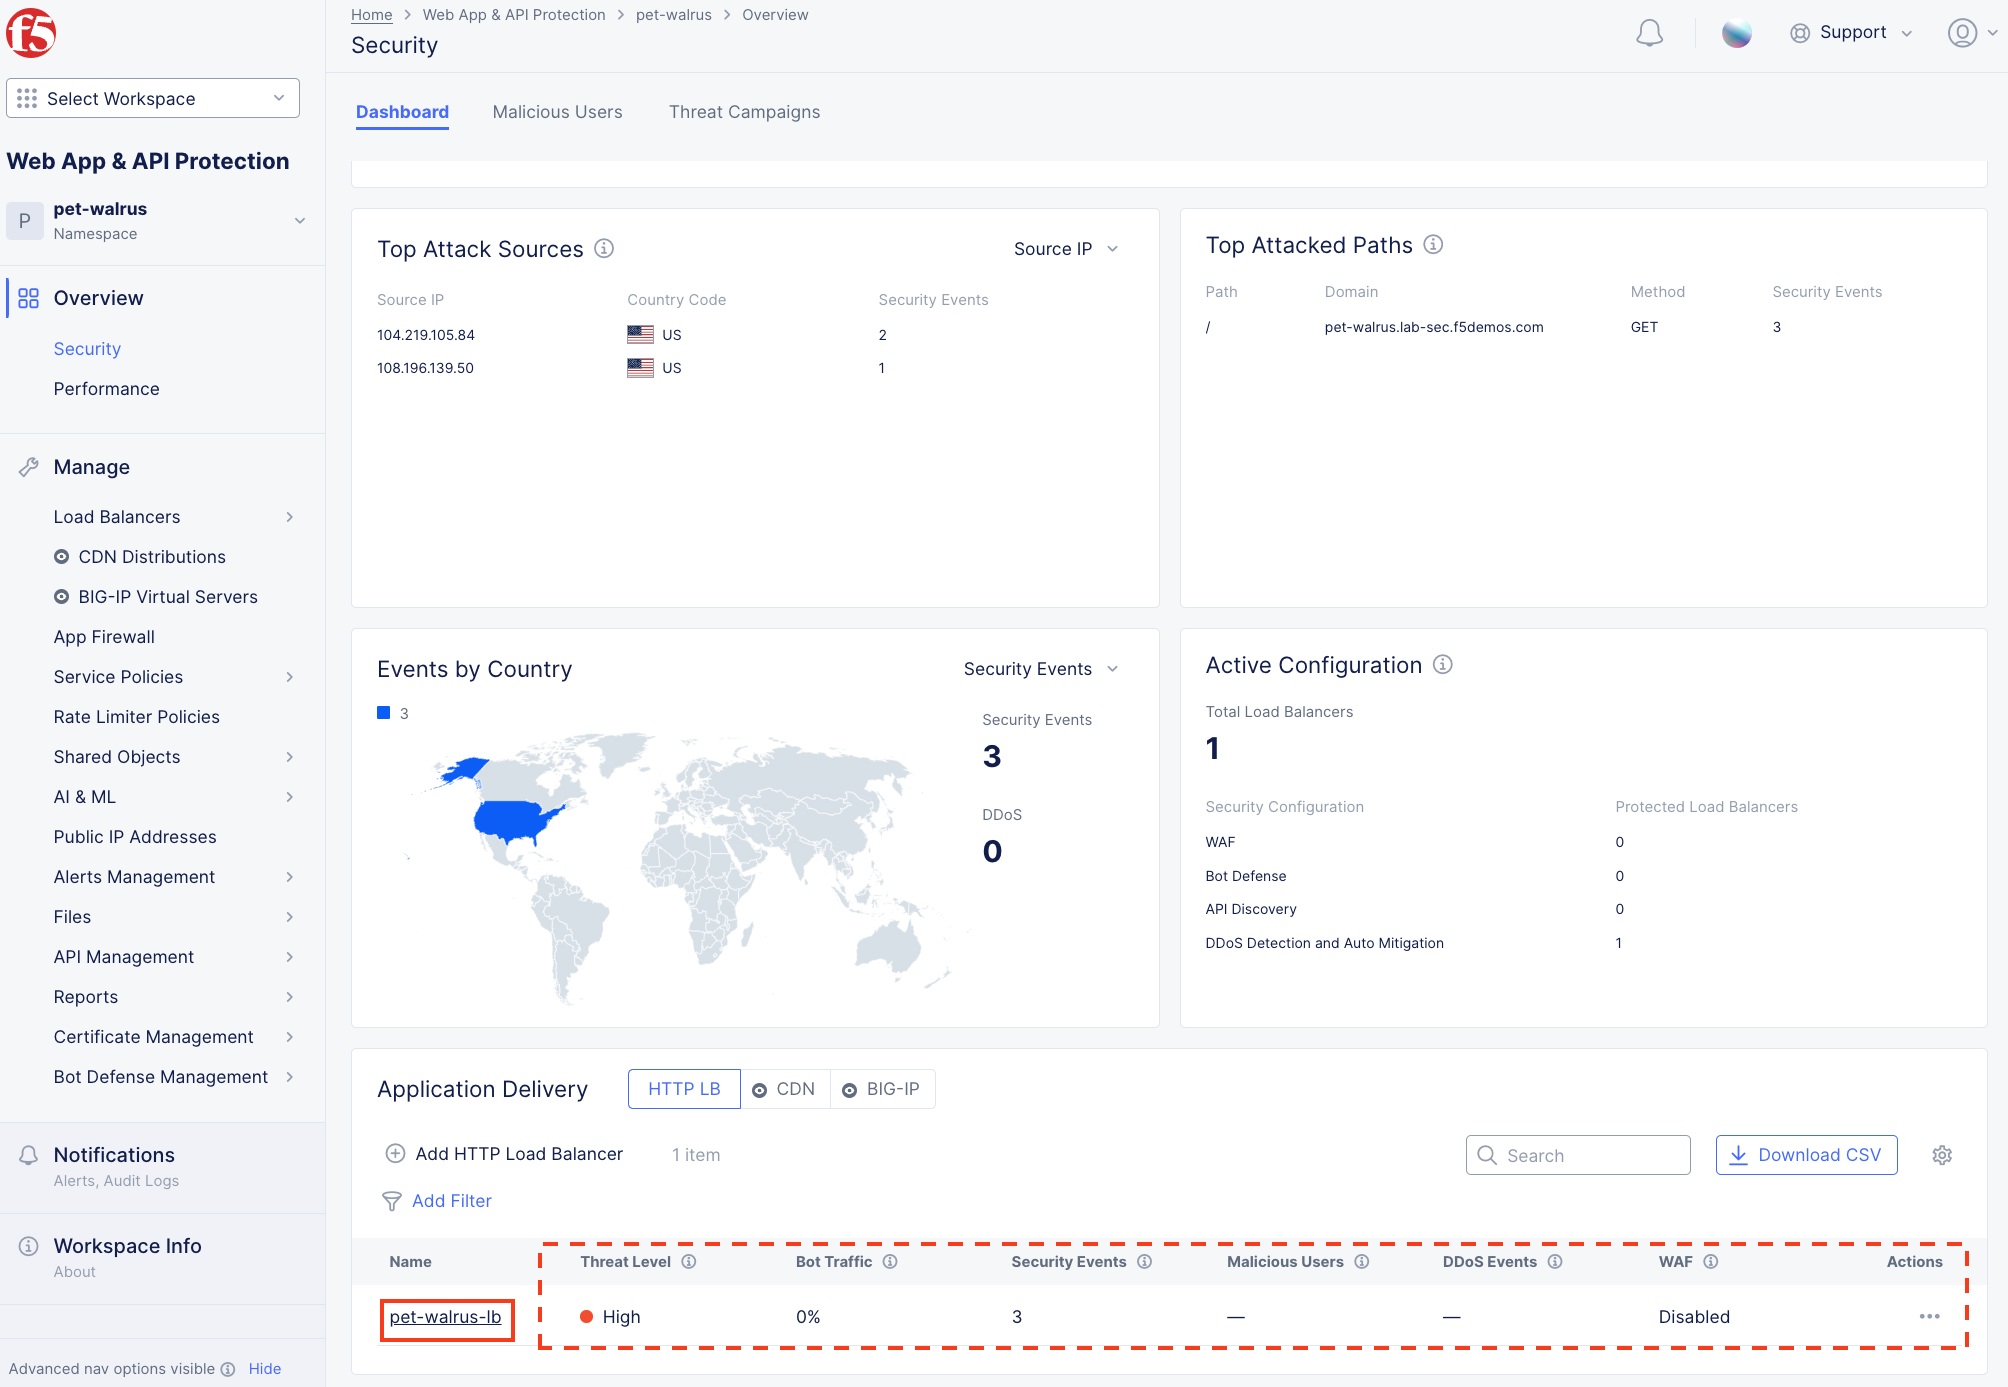 f5
Select Workspace
Web App & API Protection
P
pet-walrus
Namespace
Overview
Security
Performance
Manage
Load Balancers
CDN Distributions
BIG-IP Virtual Servers
App Firewall
Service Policies
Rate Limiter Policies
Shared Objects
AI & ML
Public IP Addresses
Alerts Management
Files
API Management
Reports
Certificate Management
Bot Defense Management
Notifications
Alerts, Audit Logs
Workspace Info
About
Advanced nav options visible Hide
Home > Web App & API Protection > pet-walrus > Overview
Security
Support
Dashboard Malicious Users Threat Campaigns
Top Attack Sources Source IP
Source IP Country Code Security Events
104.219.105.84 US 2
108.196.139.50 US 1
Top Attacked Paths
Path Domain Method Security Events
/ pet-walrus.lab-sec.f5demos.com GET 3
Events by Country Security Events
3
Security Events
3
DDoS
0
Active Configuration
Total Load Balancers
1
Security Configuration Protected Load Balancers
WAF 0
Bot Defense 0
API Discovery 0
DDoS Detection and Auto Mitigation 1
Application Delivery HTTP LB CDN BIG-IP
Add HTTP Load Balancer 1 item Search Download CSV
Add Filter
Name Threat Level Bot Traffic Security Events Malicious Users DDoS Events WAF Actions
pet-walrus-lb High 0% 3 — — Disabled ...